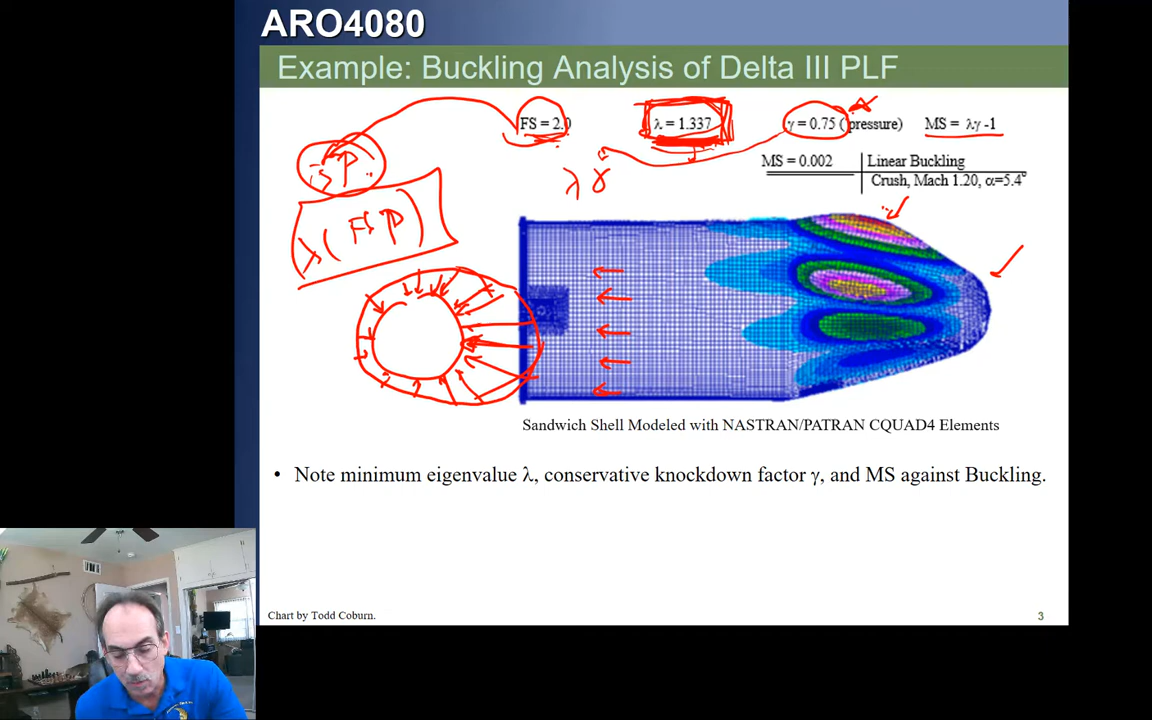 ARO4080
Example: Buckling Analysis of Delta III PLF
FS = 2.0 λ = 1.337 γ = 0.75 (pressure) MS = λγ -1
MS = 0.002 Linear Buckling
Crush, Mach 1.20, α=5.4°
λ γ
λ( FS P )
Sandwich Shell Modeled with NASTRAN/PATRAN CQUAD4 Elements
• Note minimum eigenvalue λ, conservative knockdown factor γ, and MS against Buckling.
Chart by Todd Coburn.
3